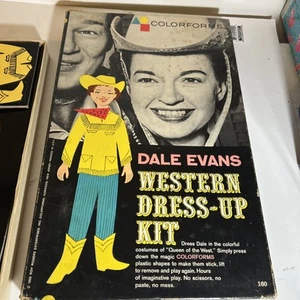 COLORFORMS
DALE EVANS
WESTERN
DRESS-UP
KIT
Dress Dale in the colorful
costumes of "Queen of the West." Simply press
down the magic COLORFORMS
plastic shapes to make them stick, lift
to remove and play again. Hours
of imaginative play. No scissors, no
paste, no mess.
160